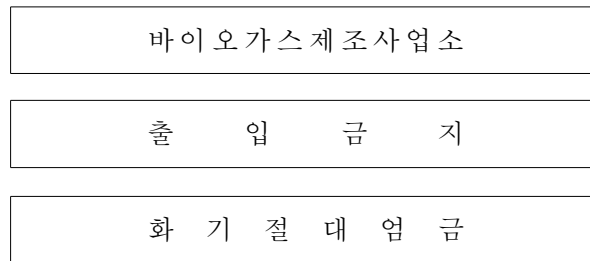 바이오가스제조사업소
출 입 금 지
화 기 절 대 엄 금